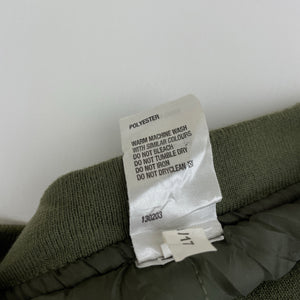 POLYESTER
WARM MACHINE WASH
WITH SIMILAR COLOURS
DO NOT BLEACH
DO NOT TUMBLE DRY
DO NOT IRON
DO NOT DRYCLEAN
130203